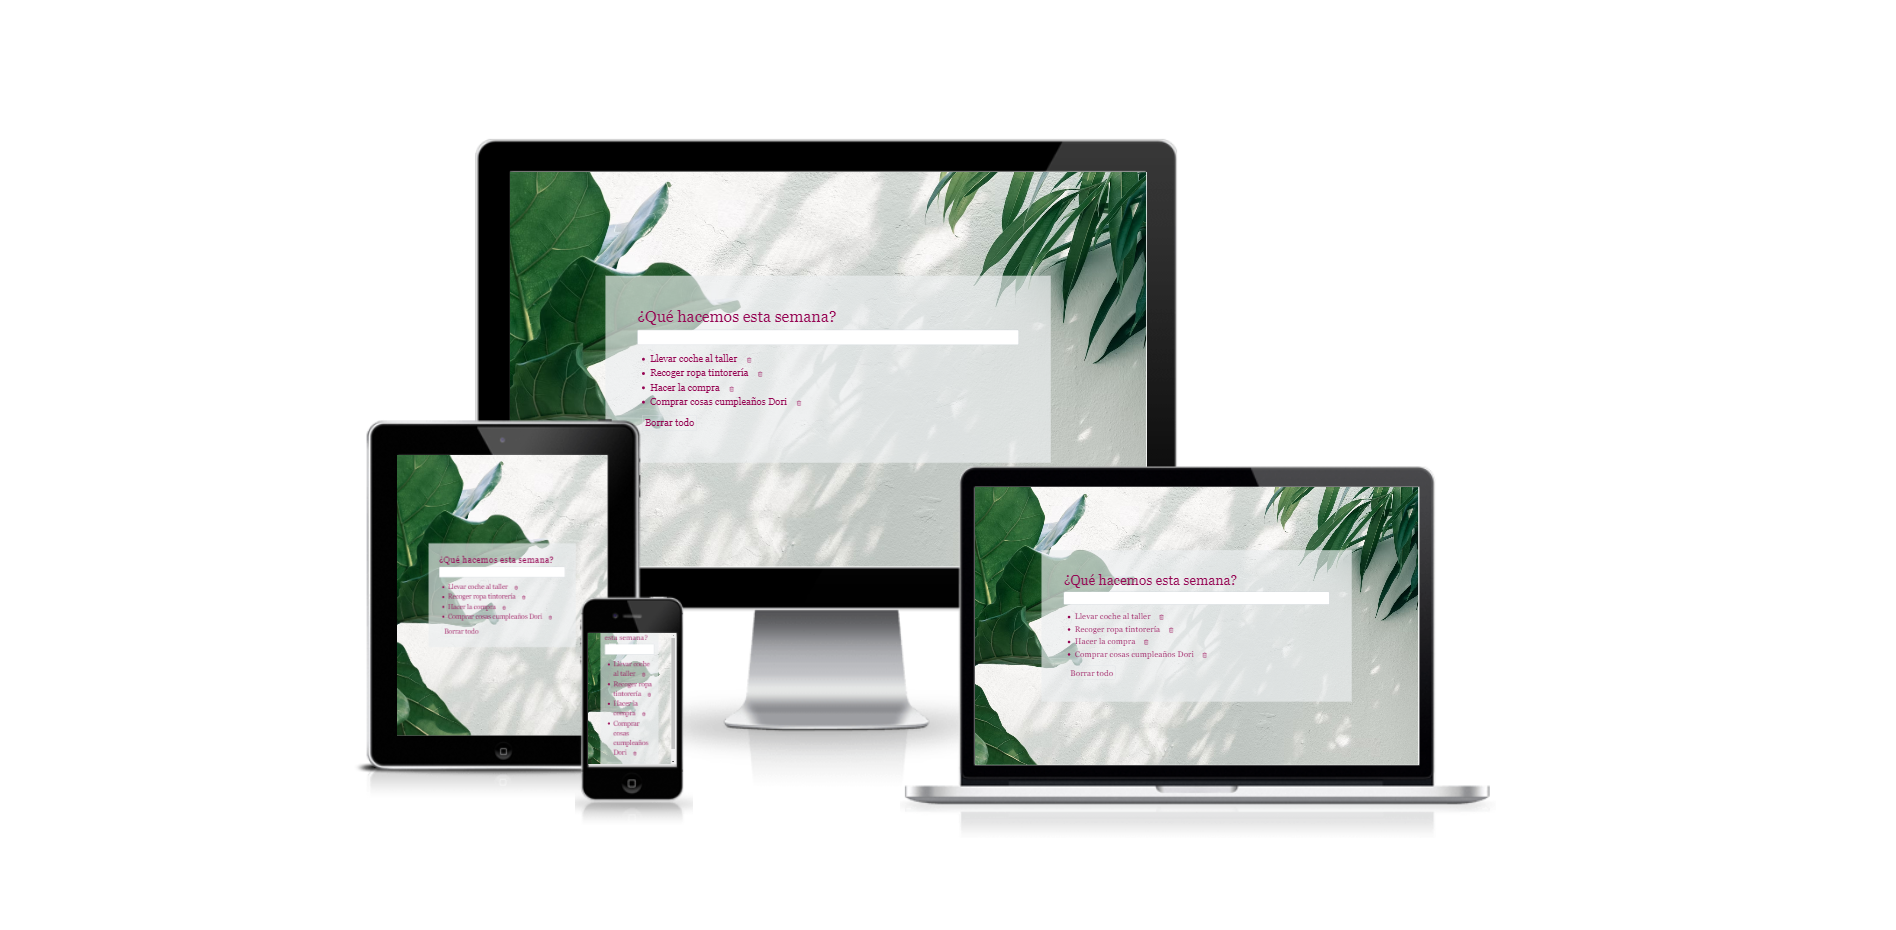 ¿Qué hacemos esta semana?
Llevar coche al taller
Recoger ropa tintorería
Hacer la compra
Comprar cosas cumpleaños Dori
Borrar todo
¿Qué hacemos esta semana?
Llevar coche al taller
Recoger ropa tintorería
Hacer la compra
Comprar cosas cumpleaños Dori
Borrar todo
esta semana?
Llevar coche
al taller
Recoger ropa
tintorería
Hacer la
compra
Comprar
cosas
cumpleaños
Dori
¿Qué hacemos esta semana?
Llevar coche al taller
Recoger ropa tintorería
Hacer la compra
Comprar cosas cumpleaños Dori
Borrar todo